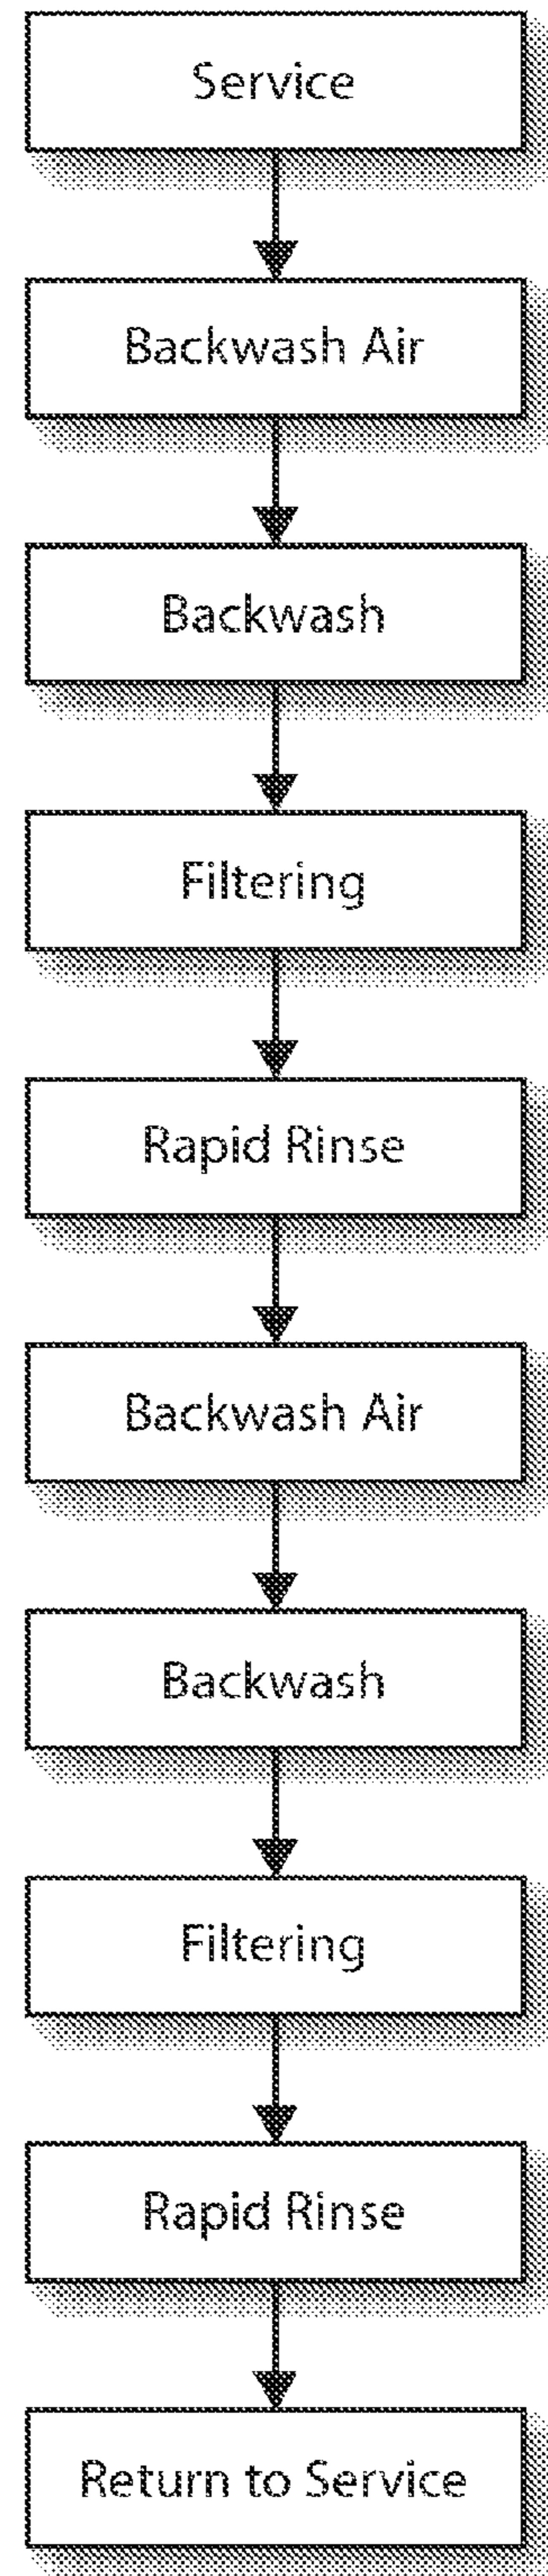 Service
Backwash Air
Backwash
Filtering
Rapid Rinse
Backwash Air
Backwash
Filtering
Rapid Rinse
Return to Service